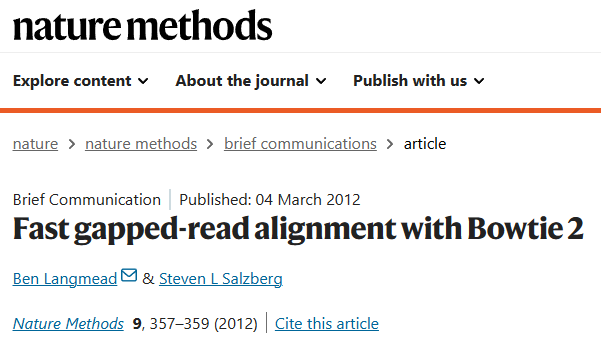 nature methods
Explore content About the journal Publish with us
nature > nature methods > brief communications > article
Brief Communication | Published: 04 March 2012
Fast gapped-read alignment with Bowtie 2
Ben Langmead & Steven L Salzberg
Nature Methods 9, 357–359 (2012) | Cite this article